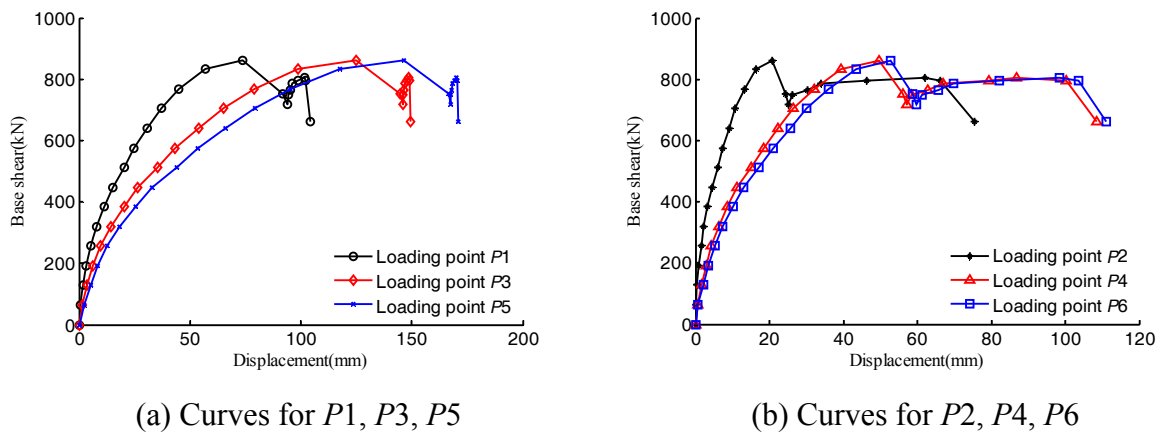 1000
800
600
400
200
0
Base shear(kN)
Loading point P1
Loading point P3
Loading point P5
0 50 100 150 200
Displacement(mm)
(a) Curves for P1, P3, P5
1000
800
600
400
200
0
Base shear(kN)
Loading point P2
Loading point P4
Loading point P6
0 20 40 60 80 100 120
Displacement(mm)
(b) Curves for P2, P4, P6